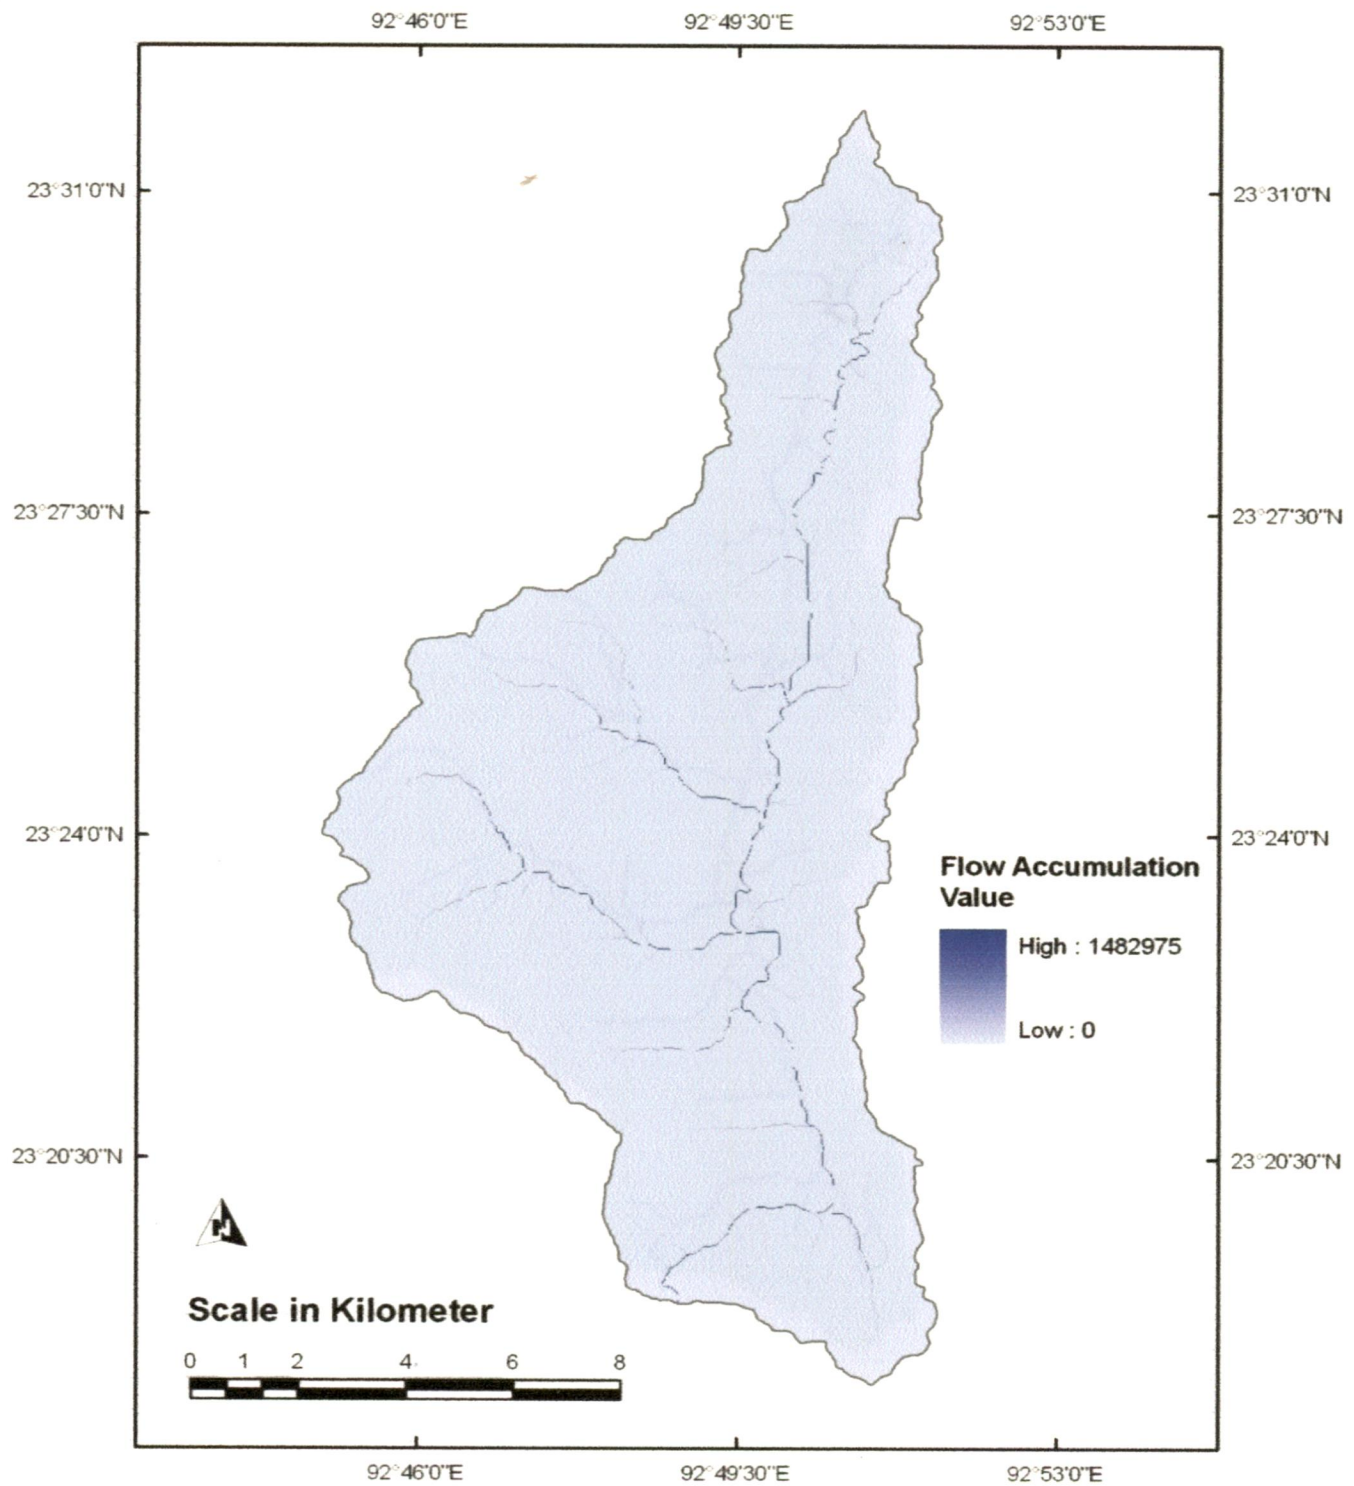 92°46'0"E 92°49'30"E 92°53'0"E
23°31'0"N 23°31'0"N
23°27'30"N 23°27'30"N
23°24'0"N 23°24'0"N
Flow Accumulation
Value
High : 1482975
Low : 0
23°20'30"N 23°20'30"N
N
Scale in Kilometer
0 1 2 4 6 8
92°46'0"E 92°49'30"E 92°53'0"E